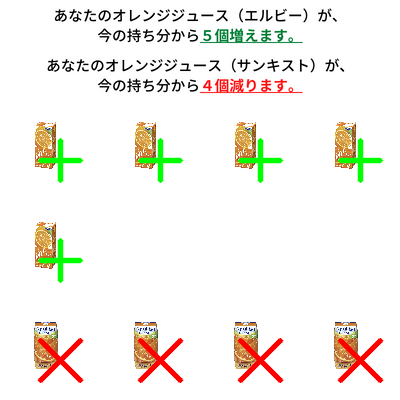 あなたのオレンジジュース（エルビー）が、
今の持ち分から５個増えます。
あなたのオレンジジュース（サンキスト）が、
今の持ち分から４個減ります。